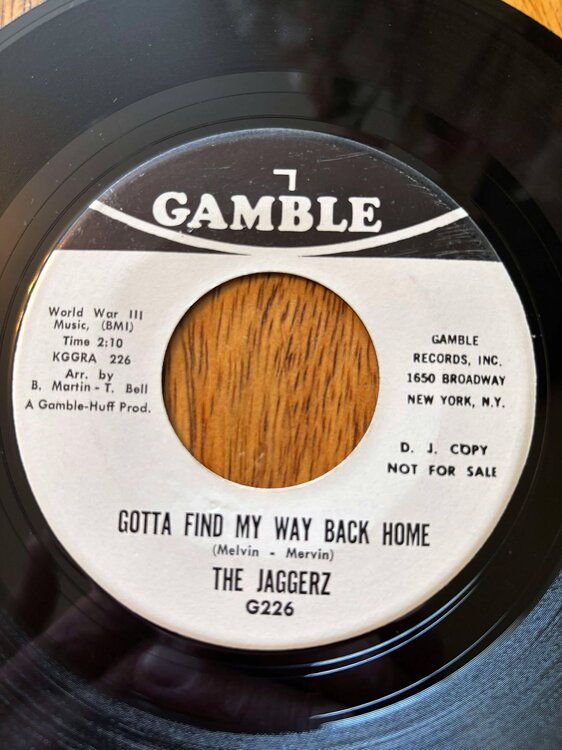 GAMBLE
World War III
Music, (BMI)
Time 2:10
KGGRA 226
Arr. by
B. Martin - T. Bell
A Gamble-Huff Prod.
GAMBLE
RECORDS, INC.
1650 BROADWAY
NEW YORK, N.Y.
D. J. COPY
NOT FOR SALE
GOTTA FIND MY WAY BACK HOME
(Melvin - Mervin)
THE JAGGERZ
G226